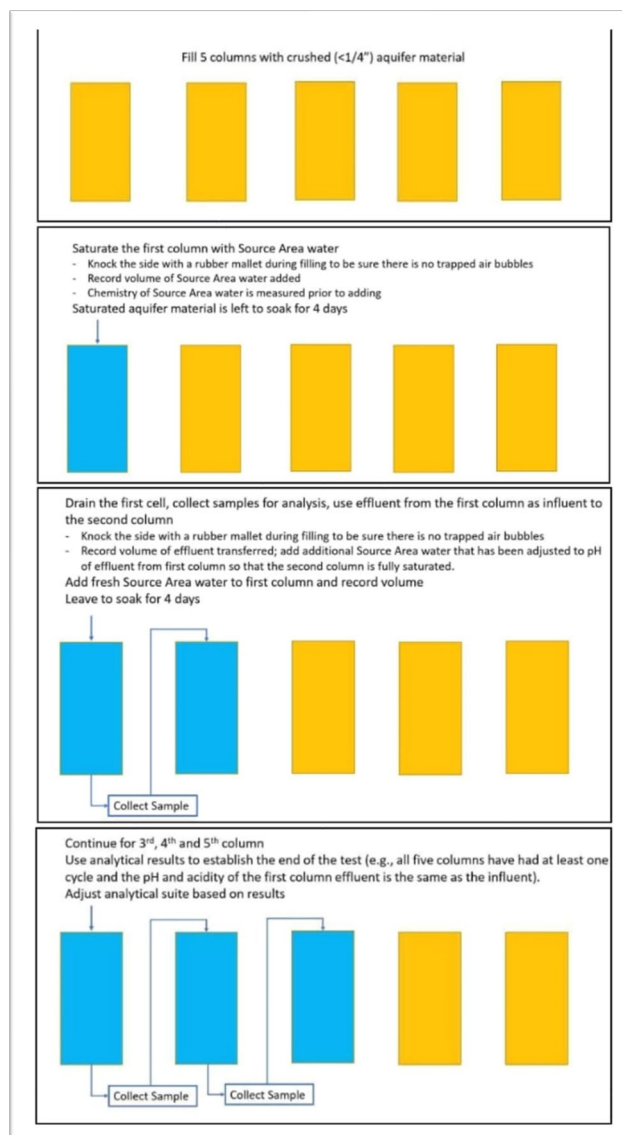 Fill 5 columns with crushed (<1/4") aquifer material
Saturate the first column with Source Area water
- Knock the side with a rubber mallet during filling to be sure there is no trapped air bubbles
- Record volume of Source Area water added
- Chemistry of Source Area water is measured prior to adding
Saturated aquifer material is left to soak for 4 days
Drain the first cell, collect samples for analysis, use effluent from the first column as influent to
the second column
- Knock the side with a rubber mallet during filling to be sure there is no trapped air bubbles
- Record volume of effluent transferred; add additional Source Area water that has been adjusted to pH
of effluent from first column so that the second column is fully saturated.
Add fresh Source Area water to first column and record volume
Leave to soak for 4 days
Collect Sample
Continue for 3rd, 4th and 5th column
Use analytical results to establish the end of the test (e.g., all five columns have had at least one
cycle and the pH and acidity of the first column effluent is the same as the influent).
Adjust analytical suite based on results
Collect Sample
Collect Sample